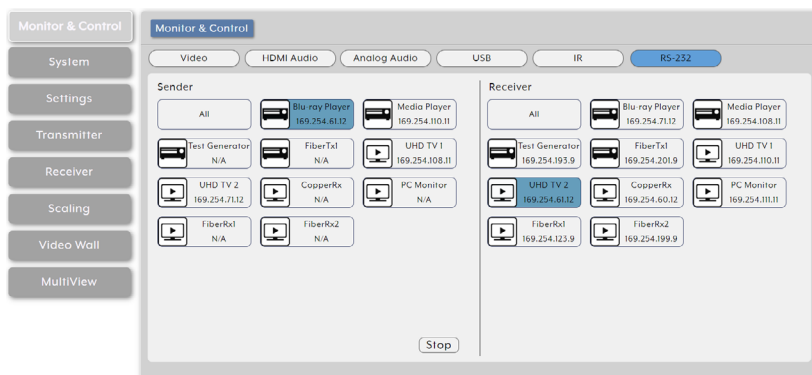 Monitor & Control
System
Settings
Transmitter
Receiver
Scaling
Video Wall
MultiView
Monitor & Control
Video
HDMI Audio
Analog Audio
USB
IR
RS-232
Sender
All
Blu-ray Player
169.254.61.12
Media Player
169.254.110.11
Test Generator
N/A
FiberTx1
N/A
UHD TV 1
169.254.108.11
UHD TV 2
169.254.71.12
CopperRx
N/A
PC Monitor
N/A
FiberRx1
N/A
FiberRx2
N/A
Stop
Receiver
All
Blu-ray Player
169.254.71.12
Media Player
169.254.108.11
Test Generator
169.254.193.9
FiberTx1
169.254.201.9
UHD TV 1
169.254.110.11
UHD TV 2
169.254.61.12
CopperRx
169.254.60.12
PC Monitor
169.254.111.11
FiberRx1
169.254.123.9
FiberRx2
169.254.199.9